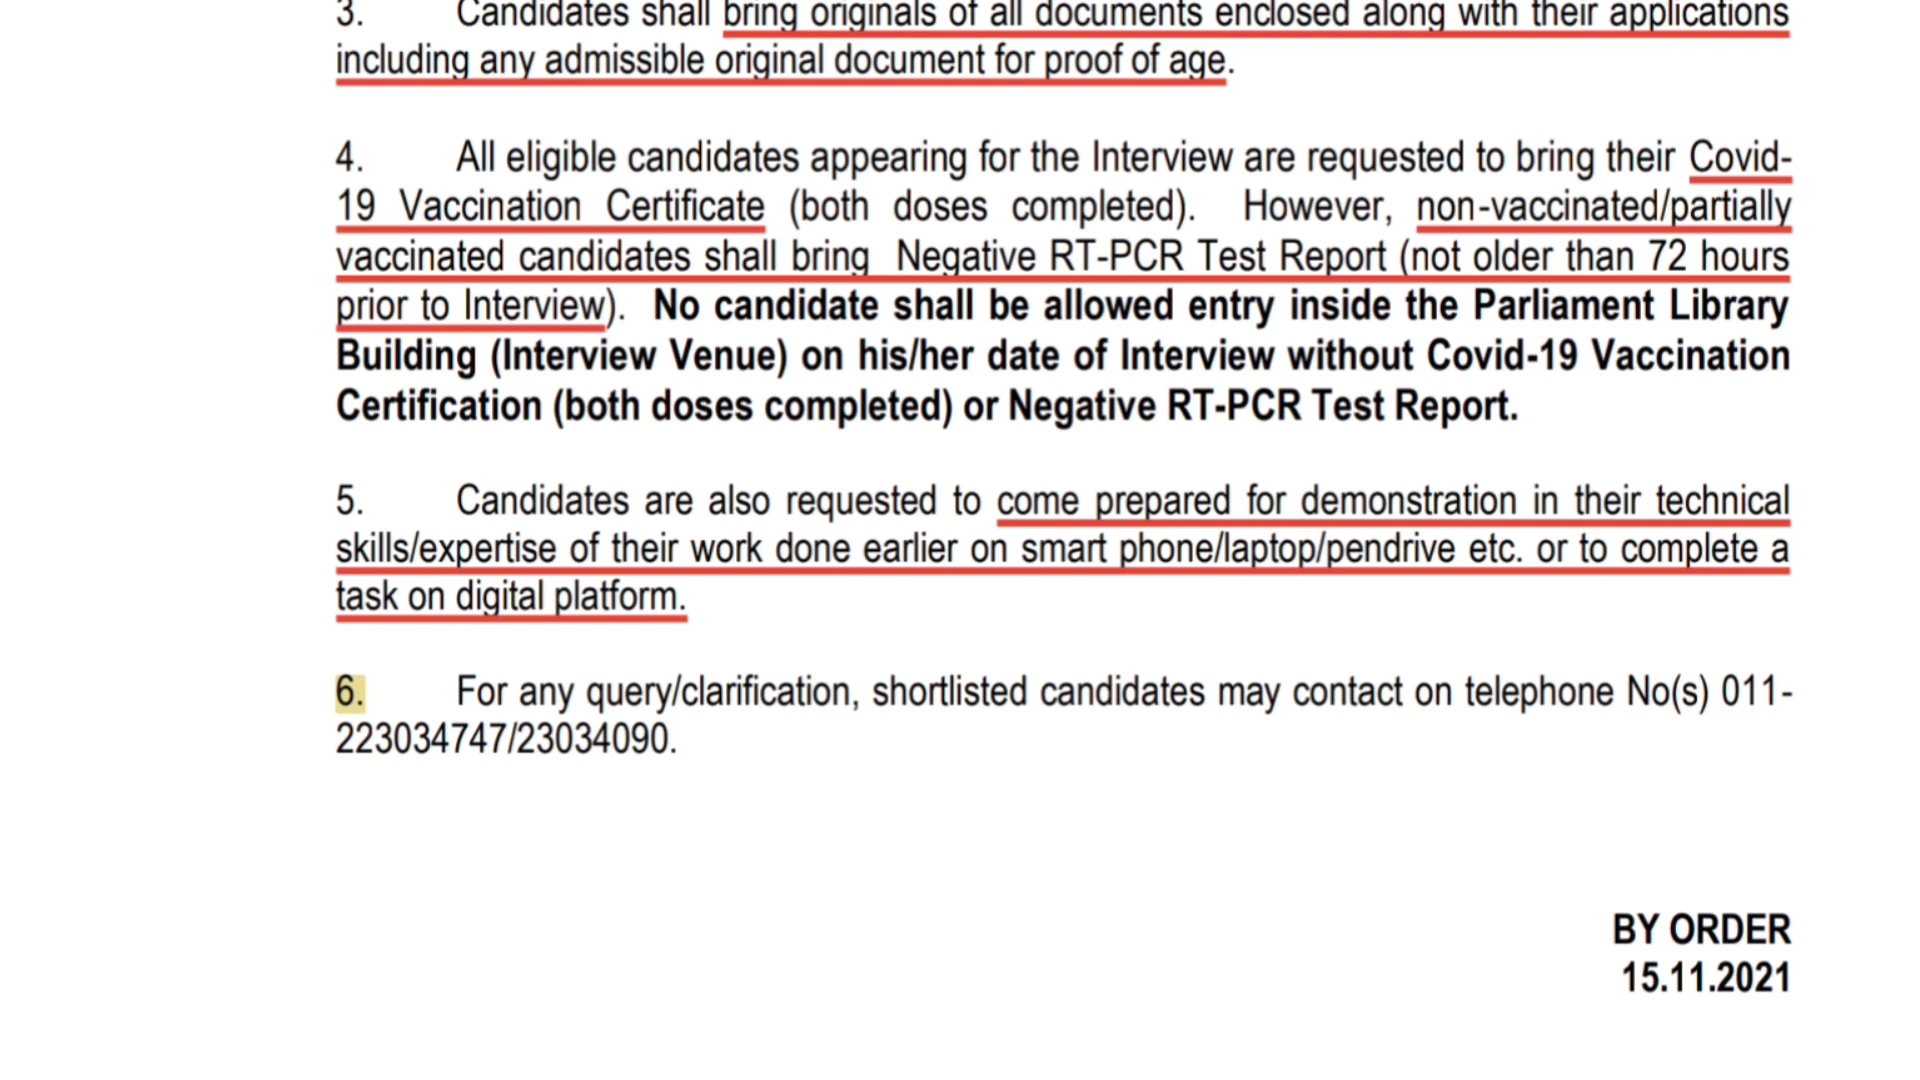 3. Candidates shall bring originals of all documents enclosed along with their applications
including any admissible original document for proof of age.
4. All eligible candidates appearing for the Interview are requested to bring their Covid-
19 Vaccination Certificate (both doses completed). However, non-vaccinated/partially
vaccinated candidates shall bring Negative RT-PCR Test Report (not older than 72 hours
prior to Interview). No candidate shall be allowed entry inside the Parliament Library
Building (Interview Venue) on his/her date of Interview without Covid-19 Vaccination
Certification (both doses completed) or Negative RT-PCR Test Report.
5. Candidates are also requested to come prepared for demonstration in their technical
skills/expertise of their work done earlier on smart phone/laptop/pendrive etc. or to complete a
task on digital platform.
6. For any query/clarification, shortlisted candidates may contact on telephone No(s) 011-
223034747/23034090.
BY ORDER
15.11.2021